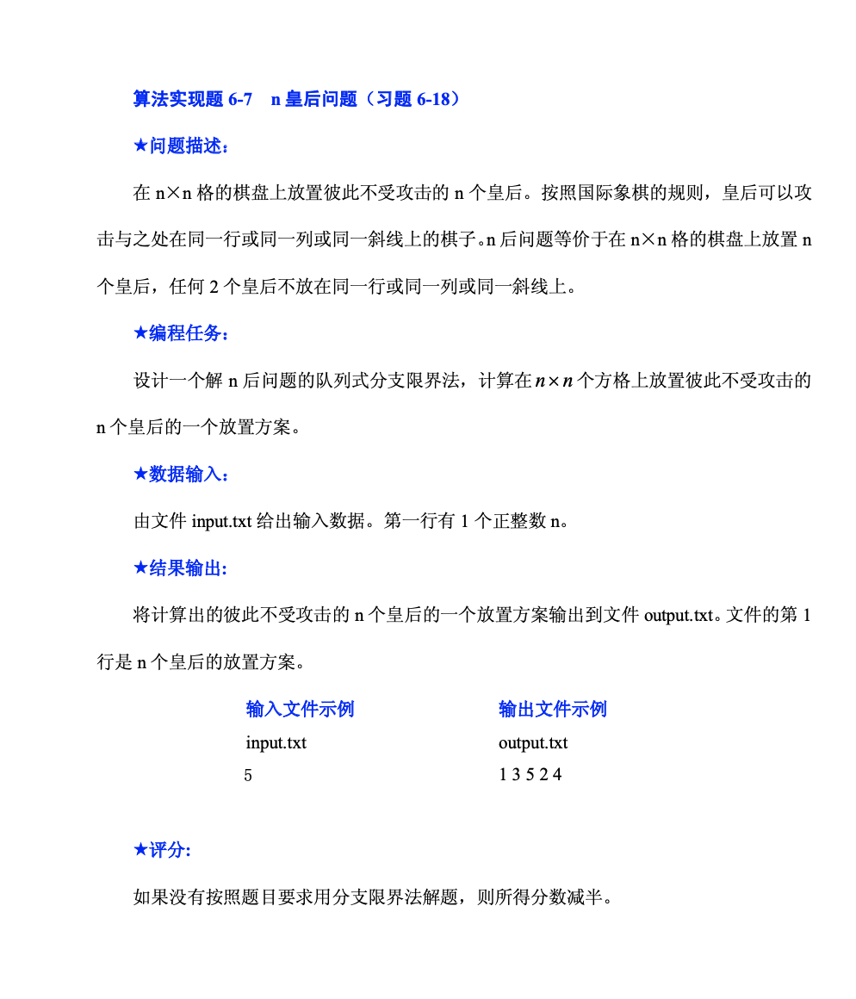 算法实现题 6-7 n 皇后问题（习题 6-18）
★问题描述：
在 n×n 格的棋盘上放置彼此不受攻击的 n 个皇后。按照国际象棋的规则，皇后可以攻
击与之处在同一行或同一列或同一斜线上的棋子。n 后问题等价于在 n×n 格的棋盘上放置 n
个皇后，任何 2 个皇后不放在同一行或同一列或同一斜线上。
★编程任务：
设计一个解 n 后问题的队列式分支限界法，计算在 n×n 个方格上放置彼此不受攻击的
n 个皇后的一个放置方案。
★数据输入：
由文件 input.txt 给出输入数据。第一行有 1 个正整数 n。
★结果输出:
将计算出的彼此不受攻击的 n 个皇后的一个放置方案输出到文件 output.txt。文件的第 1
行是 n 个皇后的放置方案。
输入文件示例 输出文件示例
input.txt output.txt
5 1 3 5 2 4
★评分:
如果没有按照题目要求用分支限界法解题，则所得分数减半。